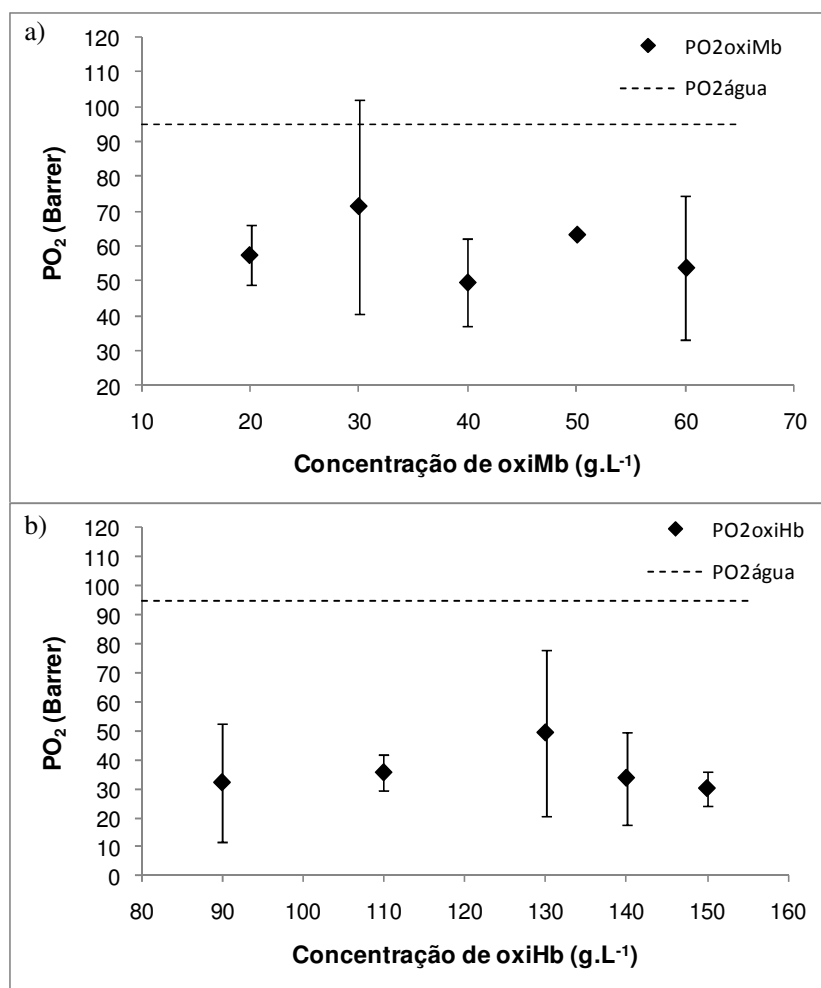 a)
120
110
100
90
80
70
60
50
40
30
20
PO₂ (Barrer)
PO2oxiMb
PO2água
10 20 30 40 50 60 70
Concentração de oxiMb (g.L⁻¹)
b)
120
110
100
90
80
70
60
50
40
30
20
10
0
PO₂ (Barrer)
PO2oxiHb
PO2água
80 90 100 110 120 130 140 150 160
Concentração de oxiHb (g.L⁻¹)